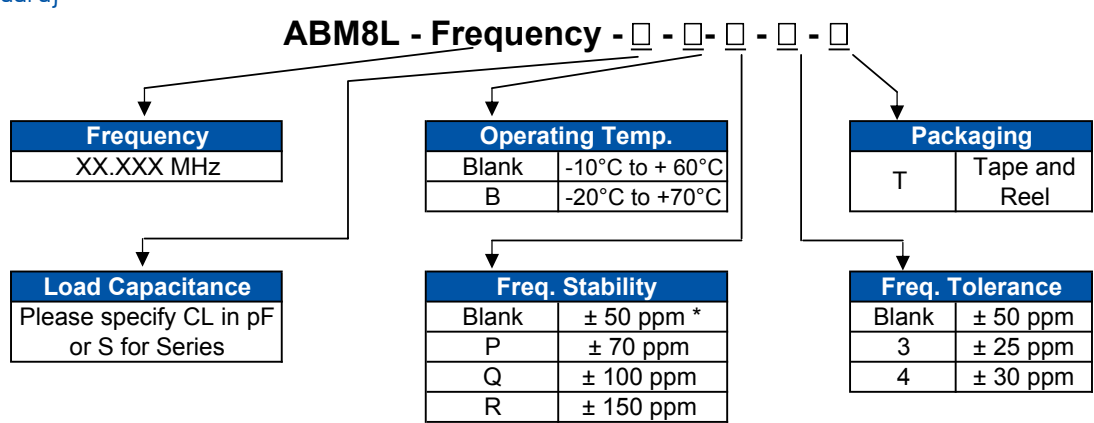 ABM8L - Frequency - □ - □- □ - □ - □
Frequency
XX.XXX MHz
Operating Temp.
Blank -10°C to + 60°C
B -20°C to +70°C
Packaging
T Tape and
Reel
Load Capacitance
Please specify CL in pF
or S for Series
Freq. Stability
Blank ± 50 ppm *
P ± 70 ppm
Q ± 100 ppm
R ± 150 ppm
Freq. Tolerance
Blank ± 50 ppm
3 ± 25 ppm
4 ± 30 ppm